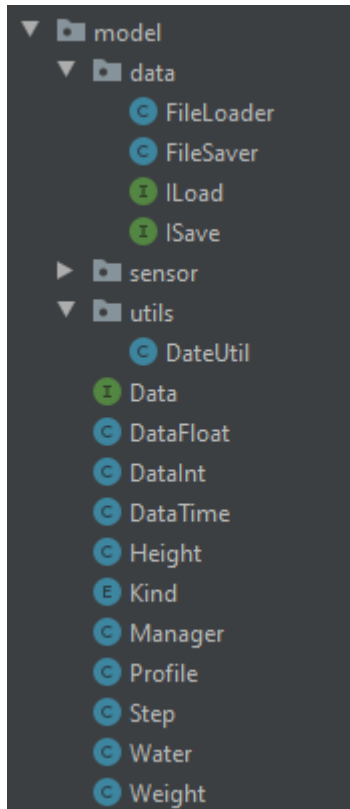 model
data
C FileLoader
C FileSaver
I ILoad
I ISave
sensor
utils
C DateUtil
I Data
C DataFloat
C DataInt
C DataTime
C Height
E Kind
C Manager
C Profile
C Step
C Water
C Weight